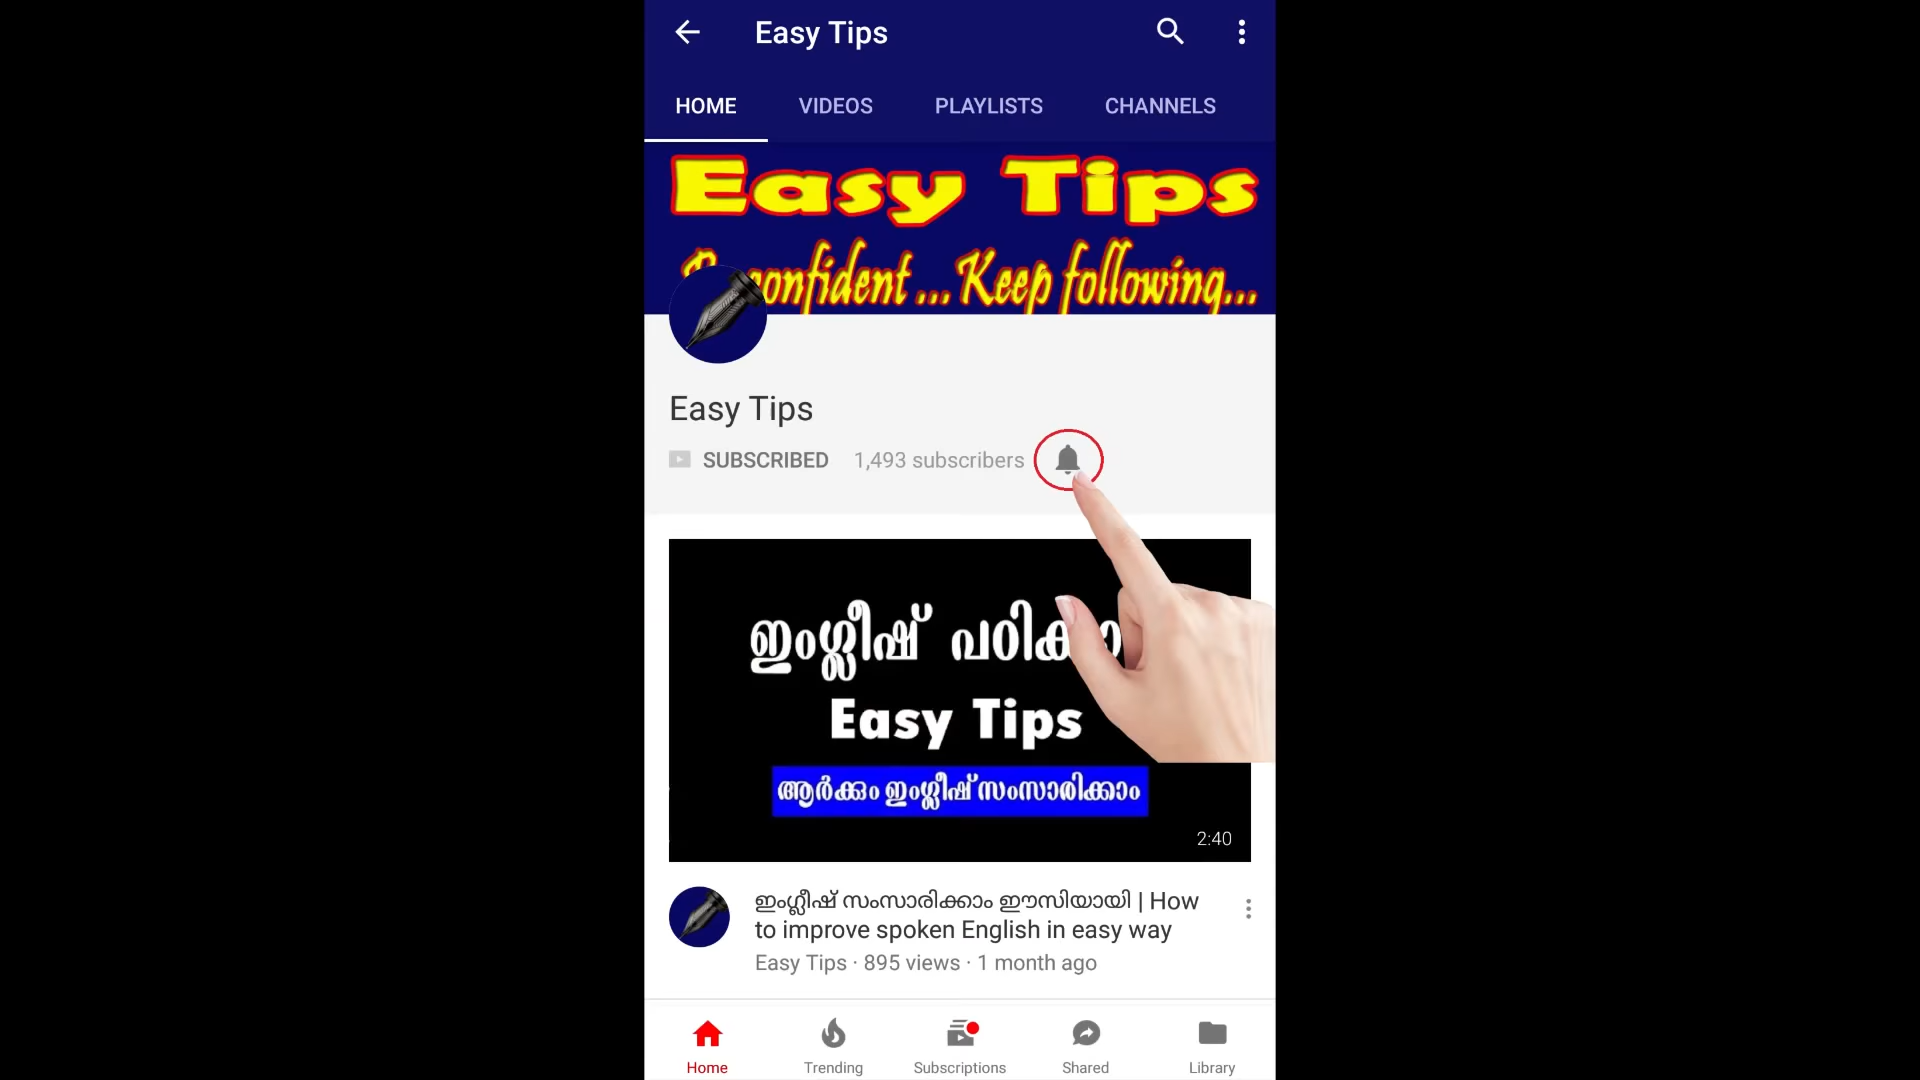 Easy Tips
HOME VIDEOS PLAYLISTS CHANNELS
Easy Tips
confident ... Keep following...
Easy Tips
SUBSCRIBED 1,493 subscribers
ഇംഗ്ലീഷ്
Easy Tips
ആർക്കും ഇംഗ്ലീഷ് സംസാരിക്കാം
2:40
ഇംഗ്ലീഷ് സംസാരിക്കാം ഈസിയായി | How
to improve spoken English in easy way
Easy Tips · 895 views · 1 month ago
Home Trending Subscriptions Shared Library